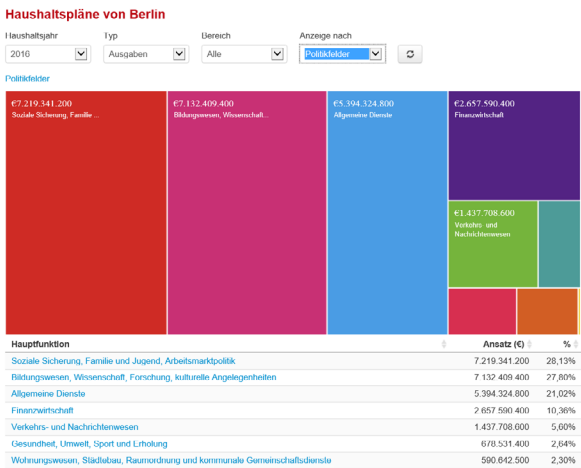 Haushaltspläne von Berlin
Haushaltsjahr Typ Bereich Anzeige nach
2016 Ausgaben Alle Politikfelder
Politikfelder
€7.219.341.200 €7.132.409.400 €5.394.324.800 €2.657.590.400
Soziale Sicherung, Familie ... Bildungswesen, Wissenschaft... Allgemeine Dienste Finanzwirtschaft
€1.437.708.600
Verkehrs- und
Nachrichtenwesen
Hauptfunktion Ansatz (€) %
Soziale Sicherung, Familie und Jugend, Arbeitsmarktpolitik 7.219.341.200 28,13%
Bildungswesen, Wissenschaft, Forschung, kulturelle Angelegenheiten 7.132.409.400 27,80%
Allgemeine Dienste 5.394.324.800 21,02%
Finanzwirtschaft 2.657.590.400 10,36%
Verkehrs- und Nachrichtenwesen 1.437.708.600 5,60%
Gesundheit, Umwelt, Sport und Erholung 678.531.400 2,64%
Wohnungswesen, Städtebau, Raumordnung und kommunale Gemeinschaftsdienste 590.642.500 2,30%